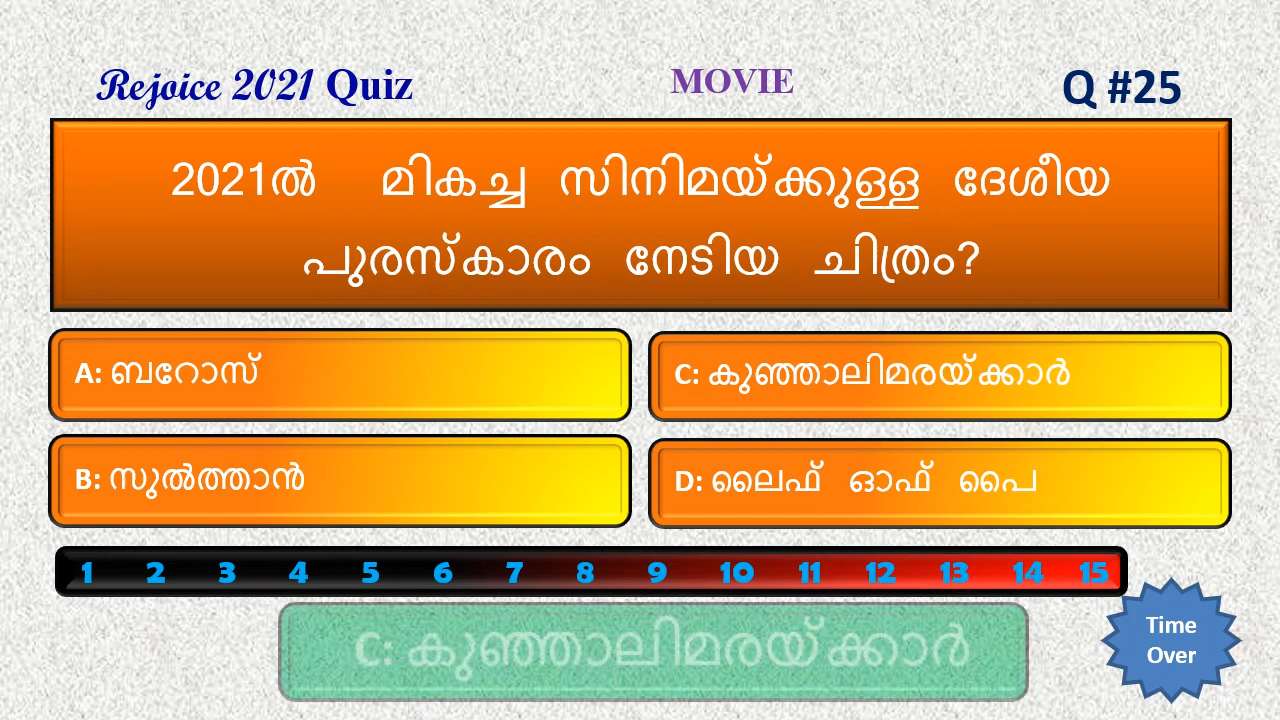 Rejoice 2021 Quiz
MOVIE
Q #25
2021ൽ മികച്ച സിനിമയ്ക്കുള്ള ദേശീയ
പുരസ്കാരം നേടിയ ചിത്രം?
A: ബറോസ്
C: കുഞ്ഞാലിമരയ്ക്കാർ
B: സുൽത്താൻ
D: ലൈഫ് ഓഫ് പൈ
1 2 3 4 5 6 7 8 9 10 11 12 13 14 15
C: കുഞ്ഞാലിമരയ്ക്കാർ
Time
Over